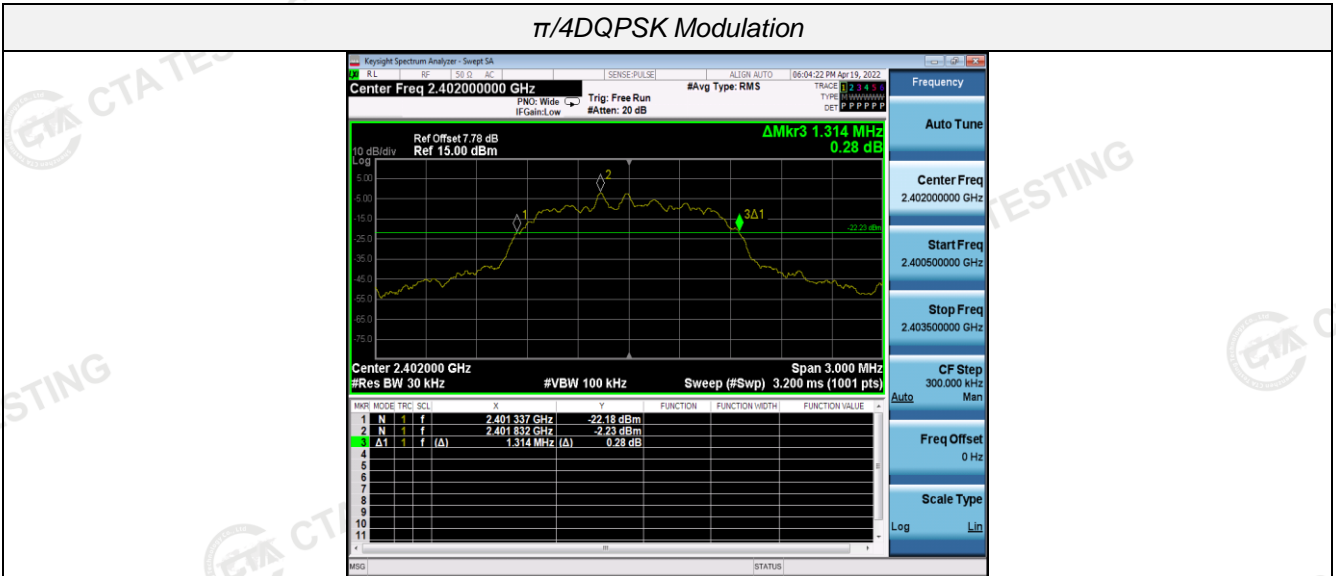 π/4DQPSK Modulation
Keysight Spectrum Analyzer - Swept SA
RL RF 50 Ω AC SENSE:PULSE ALIGN AUTO 06:04:22 PM Apr 19, 2022
Center Freq 2.402000000 GHz #Avg Type: RMS TRACE 1 2 3 4 5 6
PNO: Wide Trig: Free Run TYPE M WWWWW
IFGain:Low #Atten: 20 dB DET P P P P P P
Ref Offset 7.78 dB ΔMkr3 1.314 MHz
10 dB/div Ref 15.00 dBm 0.28 dB
Log
5.00
-5.00
-15.0
-25.0
-35.0
-45.0
-55.0
-65.0
-75.0
1
2
3Δ1
-22.23 dBm
Center 2.402000 GHz Span 3.000 MHz
#Res BW 30 kHz #VBW 100 kHz Sweep (#Swp) 3.200 ms (1001 pts)
MKR MODE TRC SCL X Y FUNCTION FUNCTION WIDTH FUNCTION VALUE
1 N 1 f 2.401 337 GHz -22.18 dBm
2 N 1 f 2.401 832 GHz -2.23 dBm
3 Δ1 1 f (Δ) 1.314 MHz (Δ) 0.28 dB
4
5
6
7
8
9
10
11
MSG STATUS
Frequency
Auto Tune
Center Freq
2.402000000 GHz
Start Freq
2.400500000 GHz
Stop Freq
2.403500000 GHz
CF Step
300.000 kHz
Auto Man
Freq Offset
0 Hz
Scale Type
Log Lin
CTA TES
TESTING
STING
CTA
C